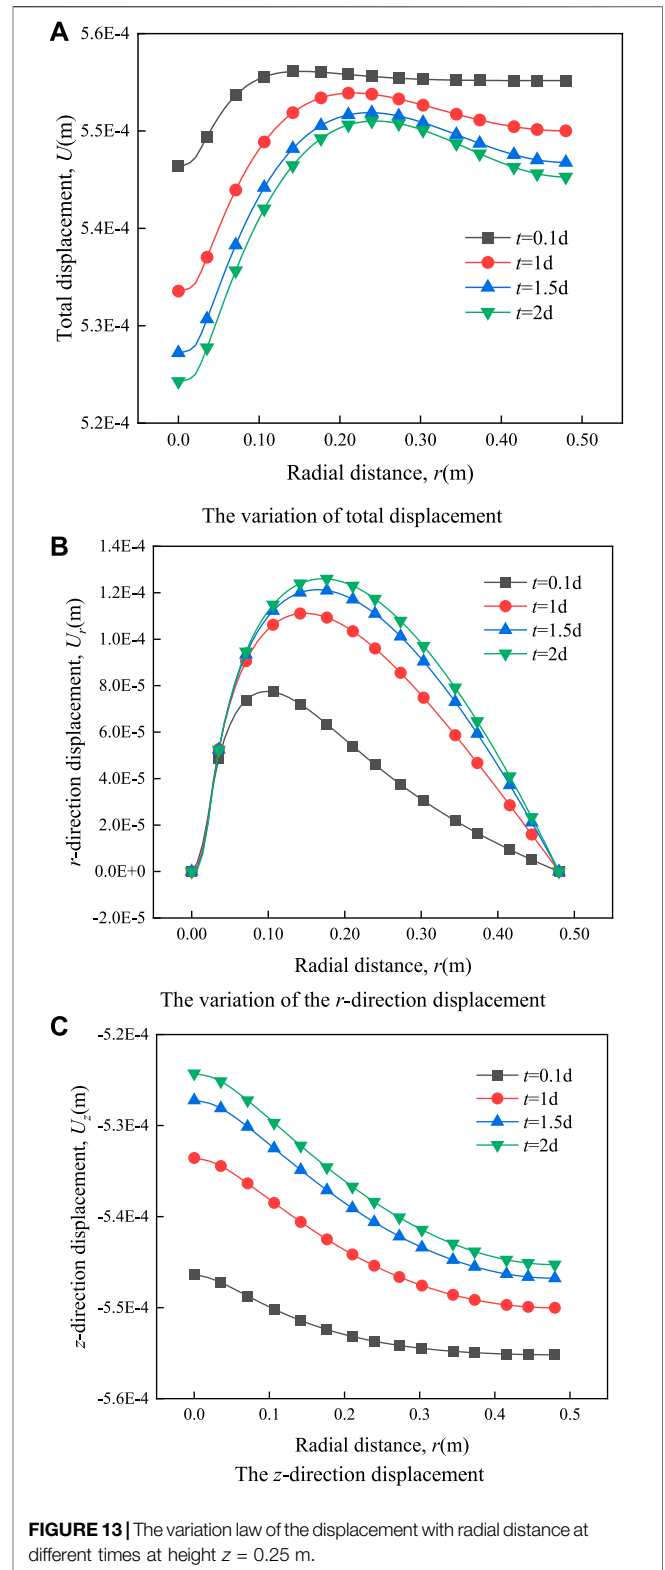 A
5.6E-4
5.5E-4
5.4E-4
5.3E-4
5.2E-4
Total displacement, U(m)
t=0.1d
t=1d
t=1.5d
t=2d
0.0 0.10 0.20 0.30 0.40 0.50
Radial distance, r(m)
The variation of total displacement
B
1.4E-4
1.2E-4
1.0E-4
8.0E-5
6.0E-5
4.0E-5
2.0E-5
0.0E+0
-2.0E-5
r-direction displacement, Ur(m)
t=0.1d
t=1d
t=1.5d
t=2d
0.00 0.10 0.20 0.30 0.40 0.50
Radial distance, r(m)
The variation of the r-direction displacement
C
-5.2E-4
-5.3E-4
-5.4E-4
-5.5E-4
-5.6E-4
z-direction displacement, Uz(m)
t=0.1d
t=1d
t=1.5d
t=2d
0.0 0.1 0.2 0.3 0.4 0.5
Radial distance, r(m)
The z-direction displacement
FIGURE 13 | The variation law of the displacement with radial distance at
different times at height z = 0.25 m.